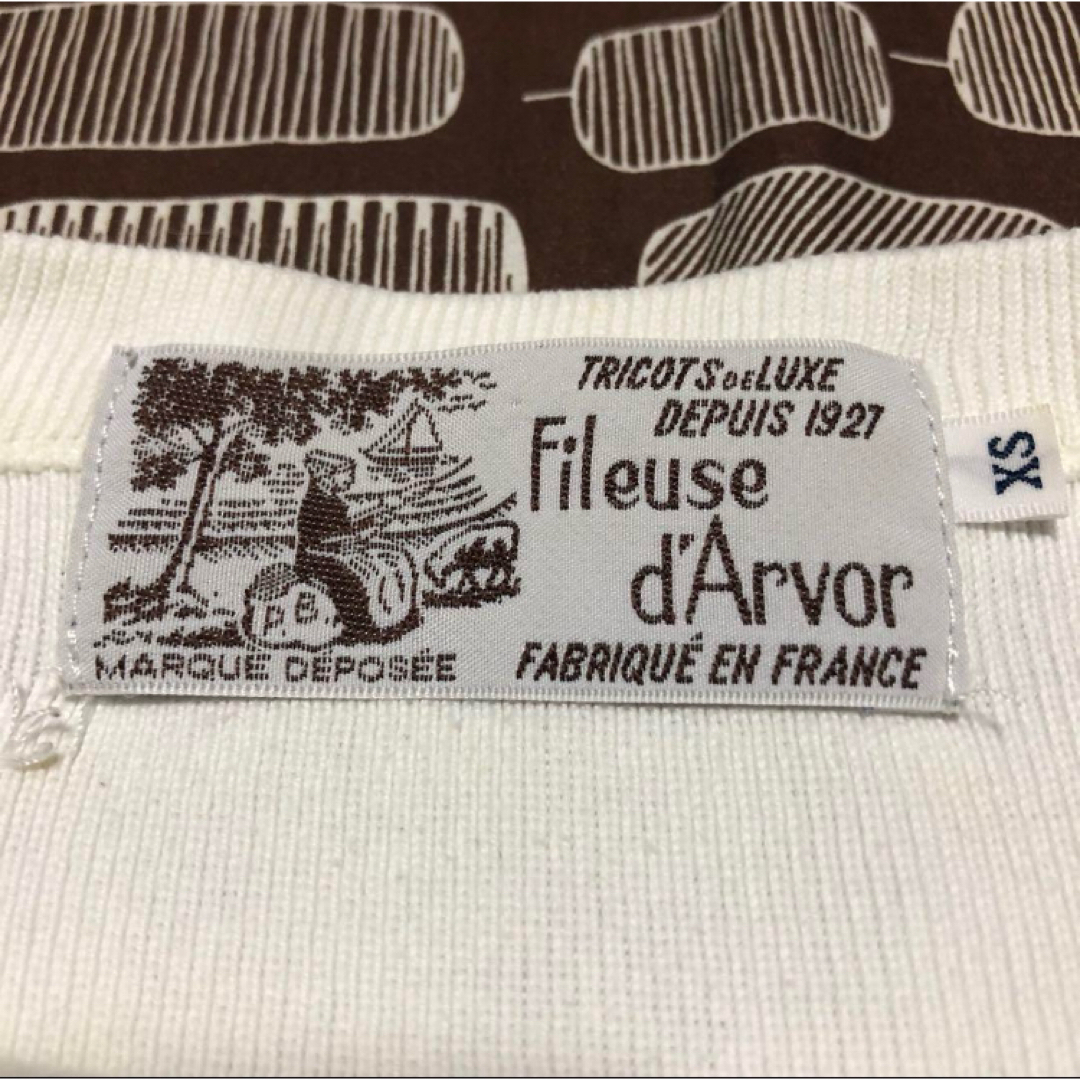 TRICOTS DE LUXE
DEPUIS 1927
Fileuse
d'Arvor
P.B.
MARQUE DÉPOSÉE
FABRIQUÉ EN FRANCE
XS